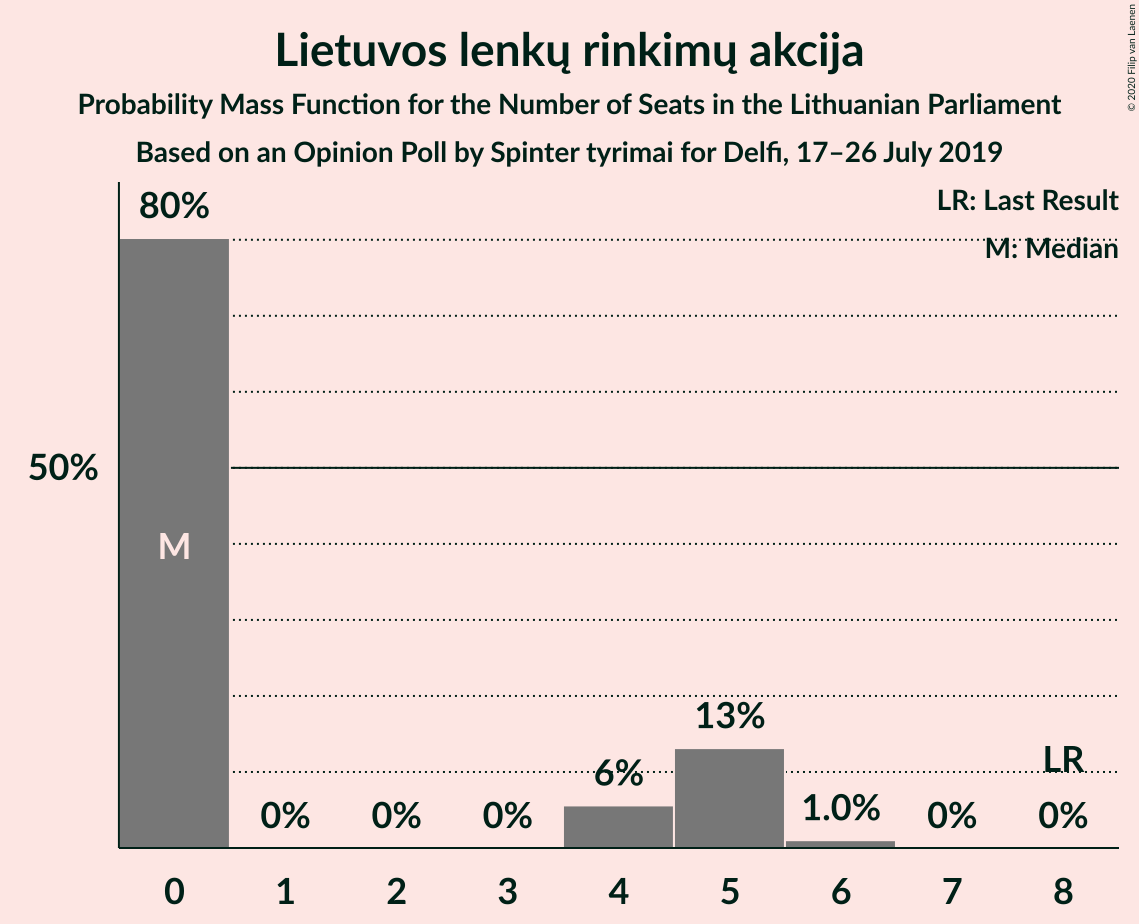 Lietuvos lenkų rinkimų akcija
Probability Mass Function for the Number of Seats in the Lithuanian Parliament
Based on an Opinion Poll by Spinter tyrimai for Delfi, 17–26 July 2019
© 2020 Filip van Laenen
LR: Last Result
M: Median
80%
50%
M
0%
0%
0%
6%
13%
1.0%
0%
LR
0%
0 1 2 3 4 5 6 7 8